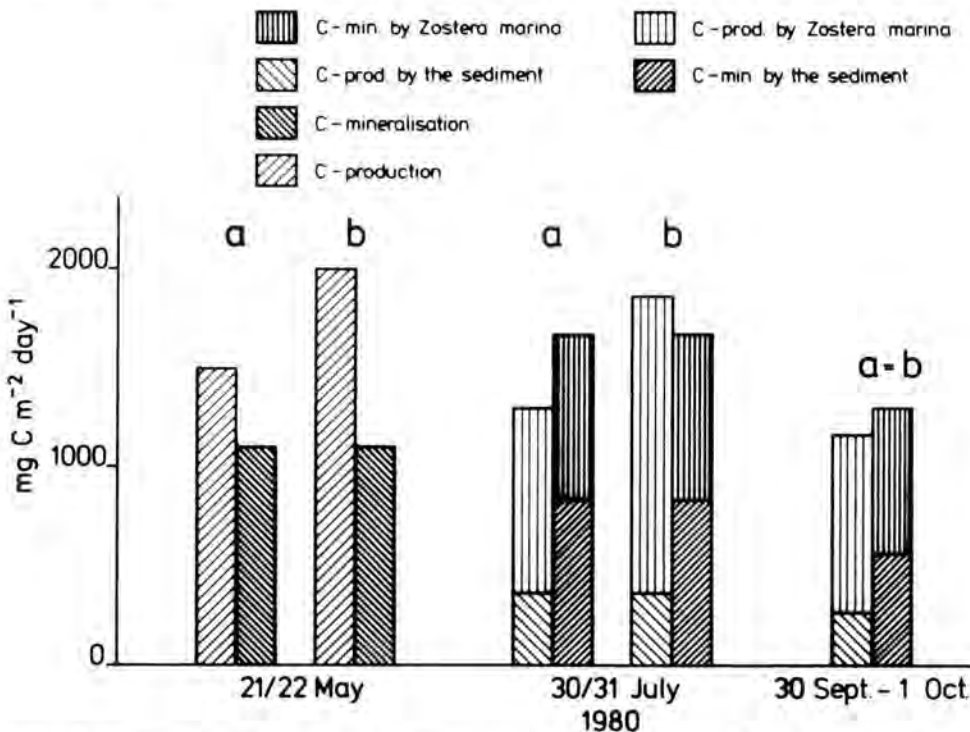 C-min. by Zostera marina
C-prod. by Zostera marina
C-prod. by the sediment
C-min by the sediment
C-mineralisation
C-production
mg C m⁻² day⁻¹
2000
1000
0
a b
a b
a = b
21/22 May
30/31 July
30 Sept. - 1 Oct.
1980